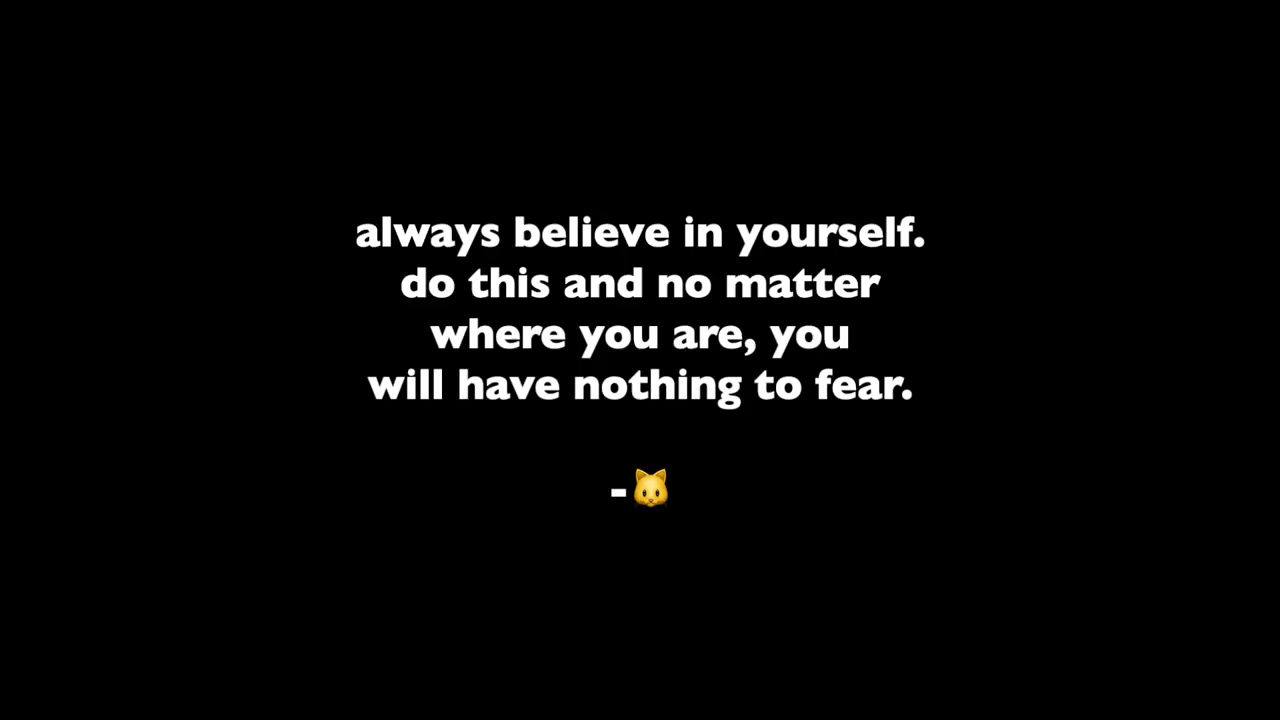 always believe in yourself.
do this and no matter
where you are, you
will have nothing to fear.
-🐱